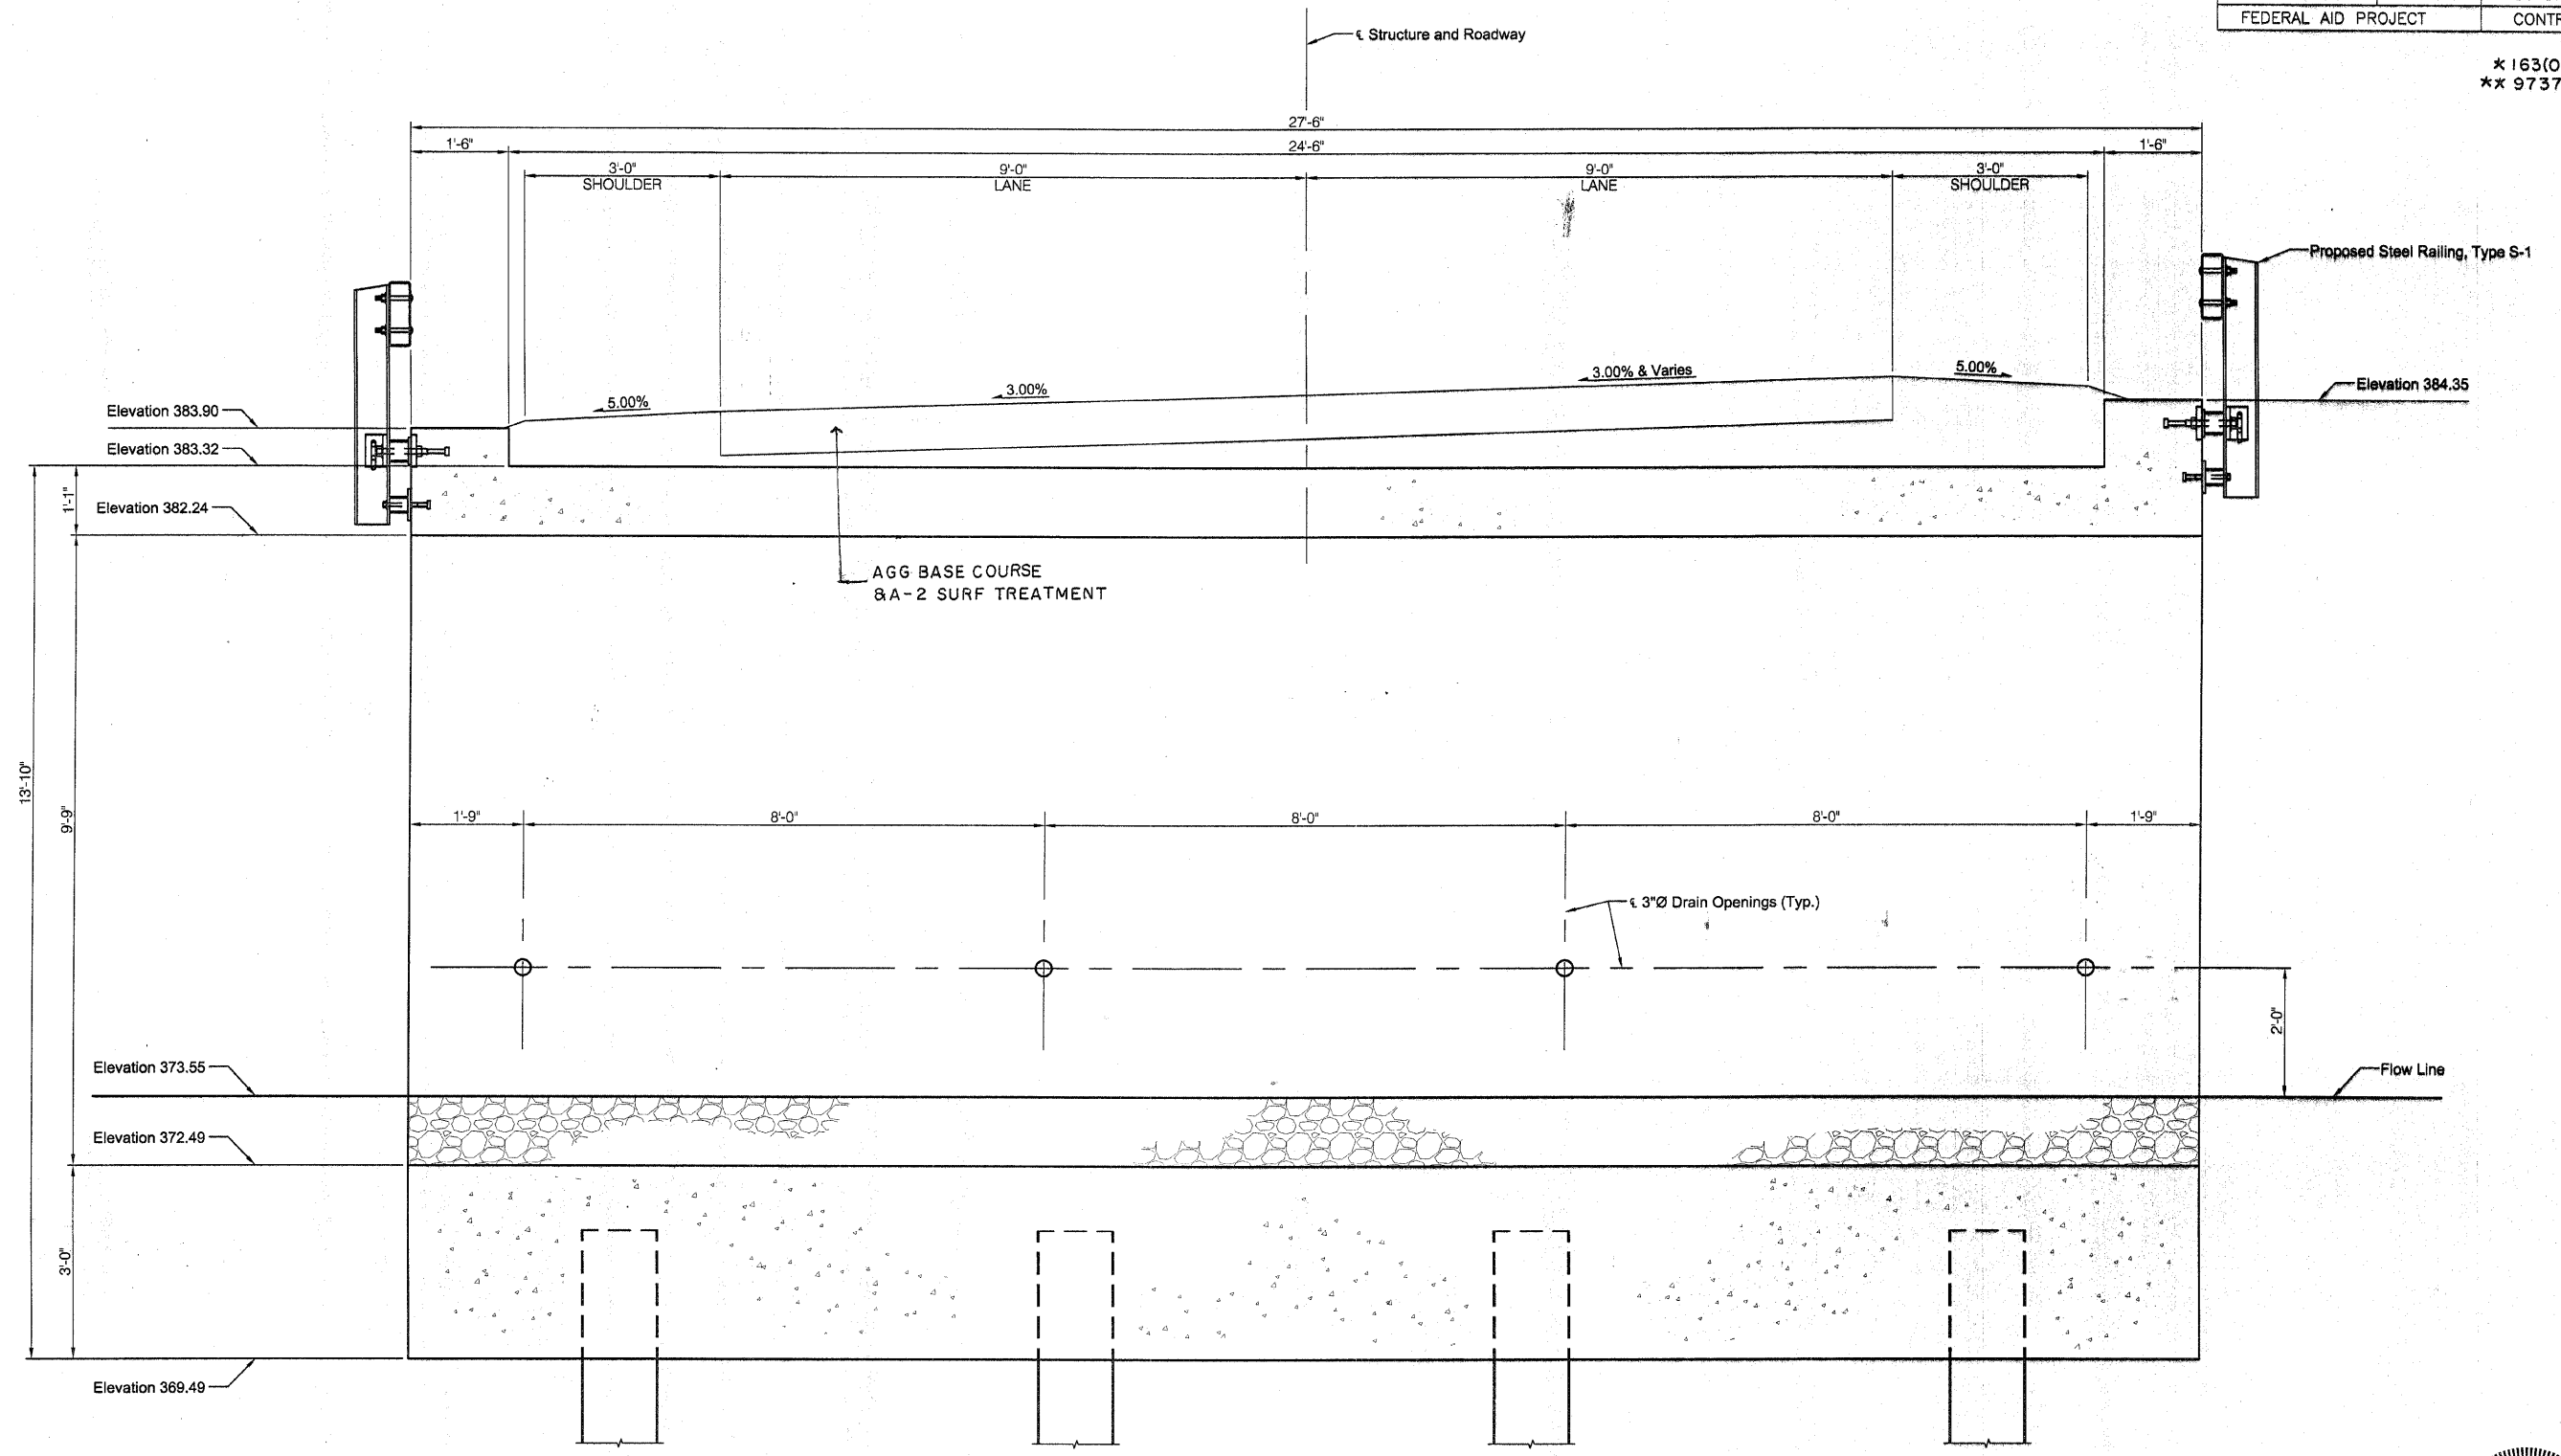 FEDERAL AID PROJECT
℄ Structure and Roadway
27'-6"
1'-6" 24'-6" 1'-6"
3'-0" 9'-0" 9'-0" 3'-0"
SHOULDER LANE LANE SHOULDER
Proposed Steel Railing, Type S-1
5.00% 3.00% 3.00% & Varies 5.00%
Elevation 384.35
Elevation 383.90
Elevation 383.32
1'-1"
Elevation 382.24
AGG BASE COURSE
&A-2 SURF TREATMENT
13'-10"
9'-9"
1'-9" 8'-0" 8'-0" 8'-0" 1'-9"
℄ 3"Ø Drain Openings (Typ.)
2'-0"
Elevation 373.55
Flow Line
Elevation 372.49
3'-0"
Elevation 369.49